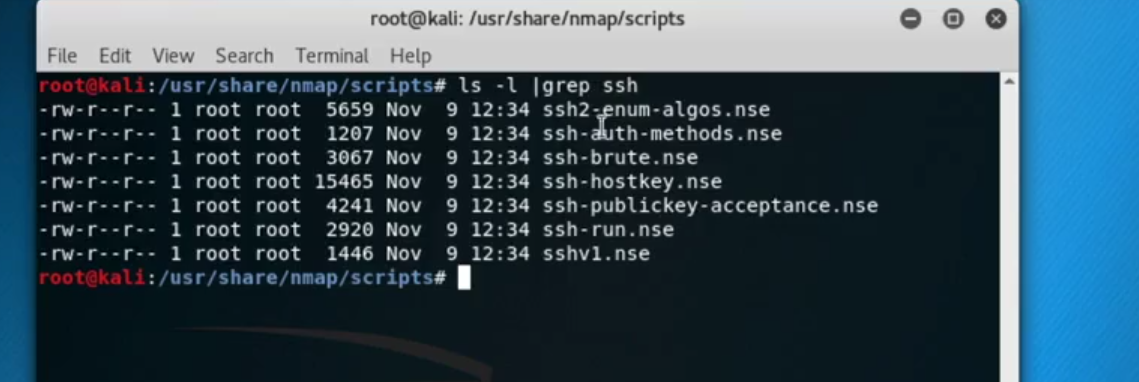 root@kali: /usr/share/nmap/scripts
File Edit View Search Terminal Help
root@kali:/usr/share/nmap/scripts# ls -l |grep ssh
-rw-r--r-- 1 root root  5659 Nov  9 12:34 ssh2-enum-algos.nse
-rw-r--r-- 1 root root  1207 Nov  9 12:34 ssh-auth-methods.nse
-rw-r--r-- 1 root root  3067 Nov  9 12:34 ssh-brute.nse
-rw-r--r-- 1 root root 15465 Nov  9 12:34 ssh-hostkey.nse
-rw-r--r-- 1 root root  4241 Nov  9 12:34 ssh-publickey-acceptance.nse
-rw-r--r-- 1 root root  2920 Nov  9 12:34 ssh-run.nse
-rw-r--r-- 1 root root  1446 Nov  9 12:34 sshv1.nse
root@kali:/usr/share/nmap/scripts#